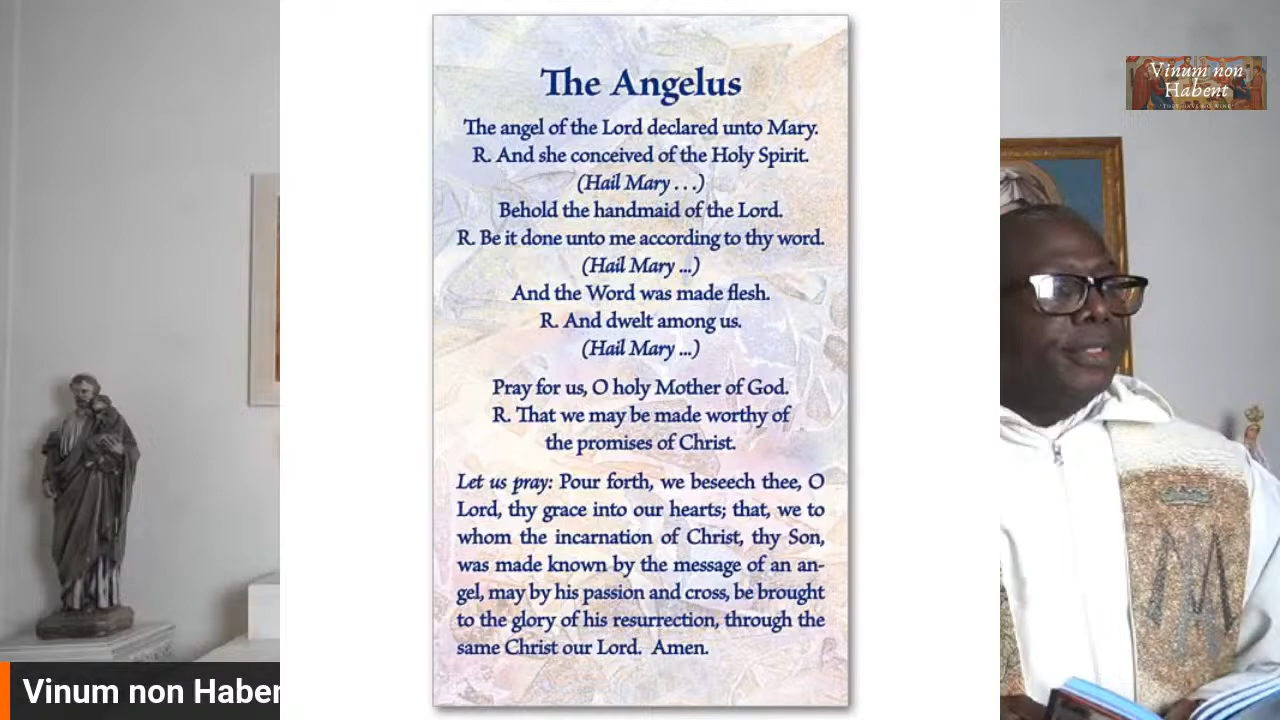 The Angelus
The angel of the Lord declared unto Mary.
R. And she conceived of the Holy Spirit.
(Hail Mary . . .)
Behold the handmaid of the Lord.
R. Be it done unto me according to thy word.
(Hail Mary ...)
And the Word was made flesh.
R. And dwelt among us.
(Hail Mary ...)
Pray for us, O holy Mother of God.
R. That we may be made worthy of
the promises of Christ.
Let us pray: Pour forth, we beseech thee, O
Lord, thy grace into our hearts; that, we to
whom the incarnation of Christ, thy Son,
was made known by the message of an an-
gel, may by his passion and cross, be brought
to the glory of his resurrection, through the
same Christ our Lord. Amen.
Vinum non
Habent
THEY HAVE NO WINE
Vinum non Haben